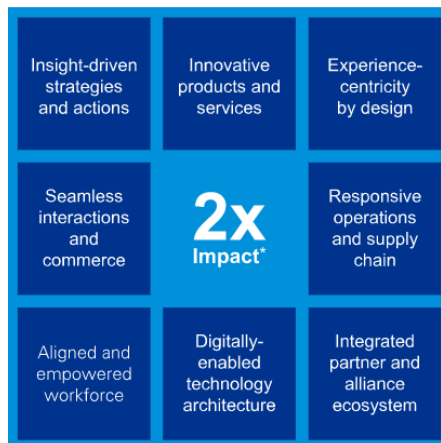 Insight-driven
strategies
and actions
Innovative
products and
services
Experience-
centricity
by design
Seamless
interactions
and
commerce
2x
Impact*
Responsive
operations
and supply
chain
Aligned and
empowered
workforce
Digitally-
enabled
technology
architecture
Integrated
partner and
alliance
ecosystem